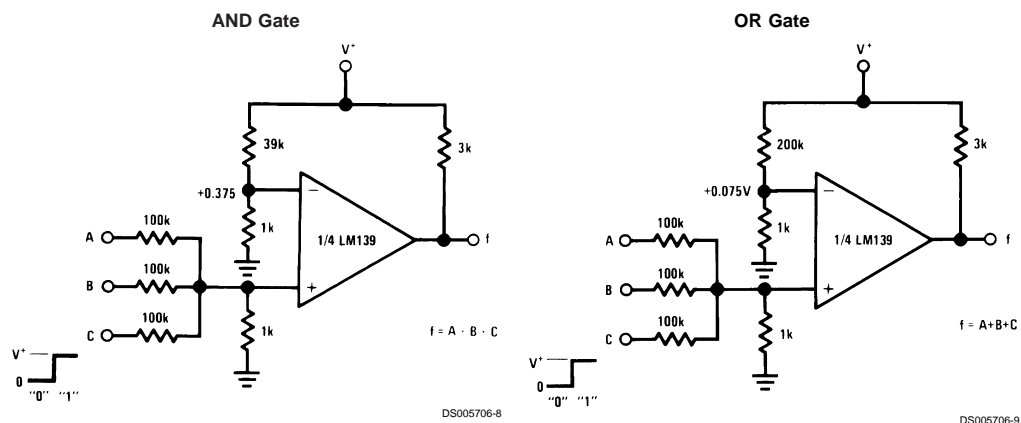 AND Gate
V+
39k
3k
+0.375
100k
1k
1/4 LM139
A
f
100k
B
100k
C
1k
f = A · B · C
V+
0
"0" "1"
DS005706-8
OR Gate
V+
200k
3k
+0.075V
100k
1k
1/4 LM139
A
f
100k
B
100k
C
1k
f = A+B+C
V+
0
"0" "1"
DS005706-9